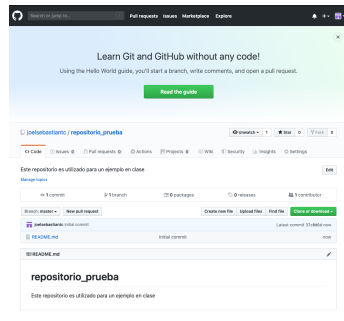 Search or jump to...
Pull requests Issues Marketplace Explore
Learn Git and GitHub without any code!
Using the Hello World guide, you'll start a branch, write comments, and open a pull request.
Read the guide
joelsebastiantc / repositorio_prueba
Unwatch 1 Star 0 Fork 0
Code Issues 0 Pull requests 0 Actions Projects 0 Wiki Security Insights Settings
Este repositorio es utilizado para un ejemplo en clase
Edit
Manage topics
1 commit 1 branch 0 packages 0 releases 1 contributor
Branch: master New pull request Create new file Upload files Find file Clone or download
joelsebastiantc Initial commit Latest commit now
README.md Initial commit now
README.md
repositorio_prueba
Este repositorio es utilizado para un ejemplo en clase